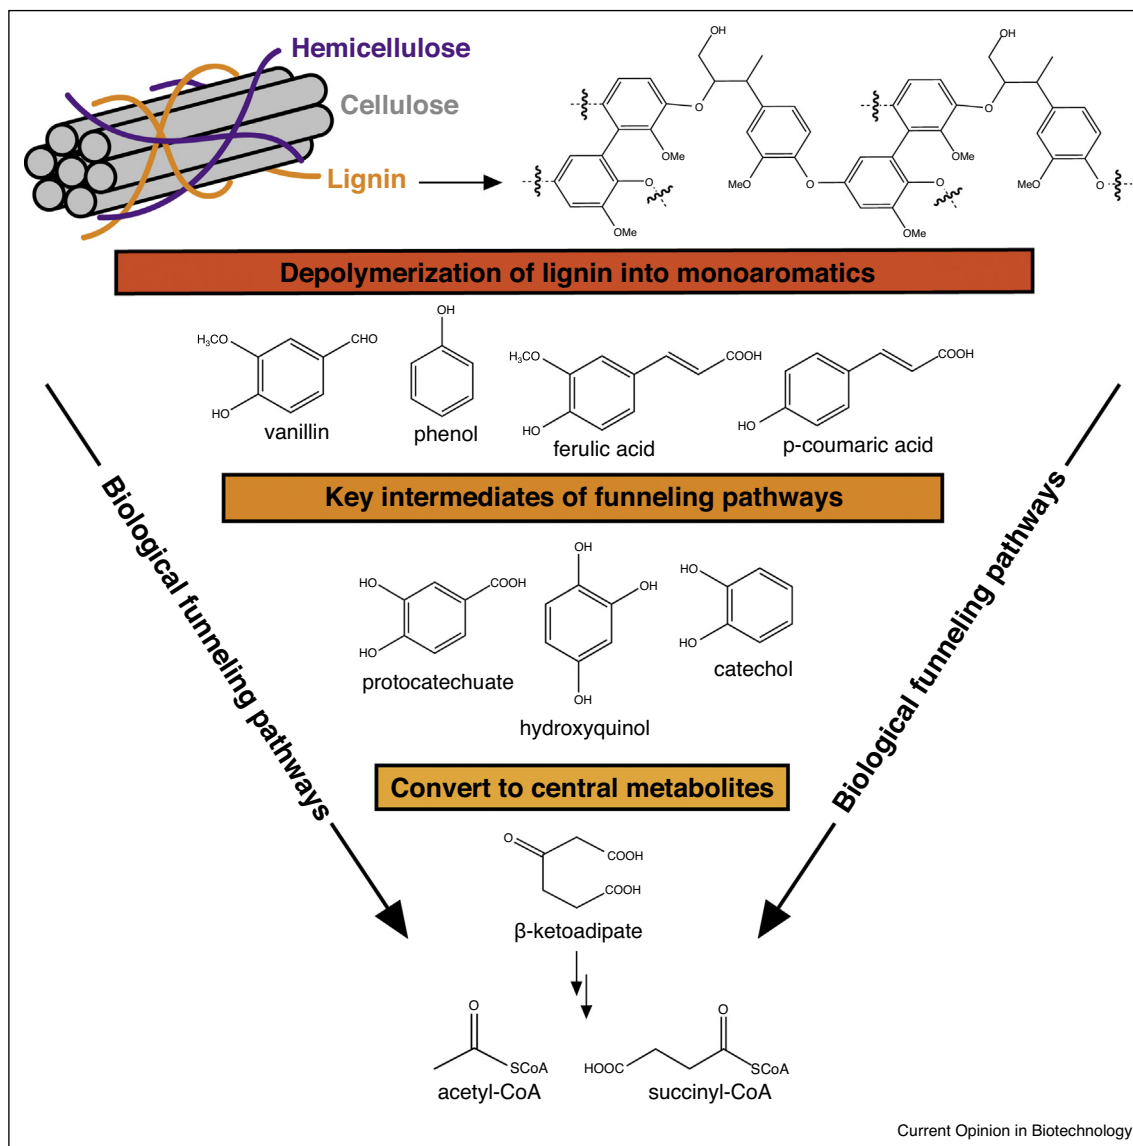 Hemicellulose
Cellulose
Lignin
OH
OH
O
O
OMe
OMe
MeO
O
O
MeO
O
O
OMe
OMe
Depolymerization of lignin into monoaromatics
H₃CO
CHO
HO
vanillin
OH
phenol
H₃CO
COOH
HO
ferulic acid
COOH
HO
p-coumaric acid
Biological funneling pathways
Biological funneling pathways
Key intermediates of funneling pathways
HO
COOH
HO
protocatechuate
OH
OH
OH
hydroxyquinol
HO
HO
catechol
Convert to central metabolites
O
COOH
COOH
β-ketoadipate
O
SCoA
acetyl-CoA
O
HOOC
SCoA
succinyl-CoA
Current Opinion in Biotechnology